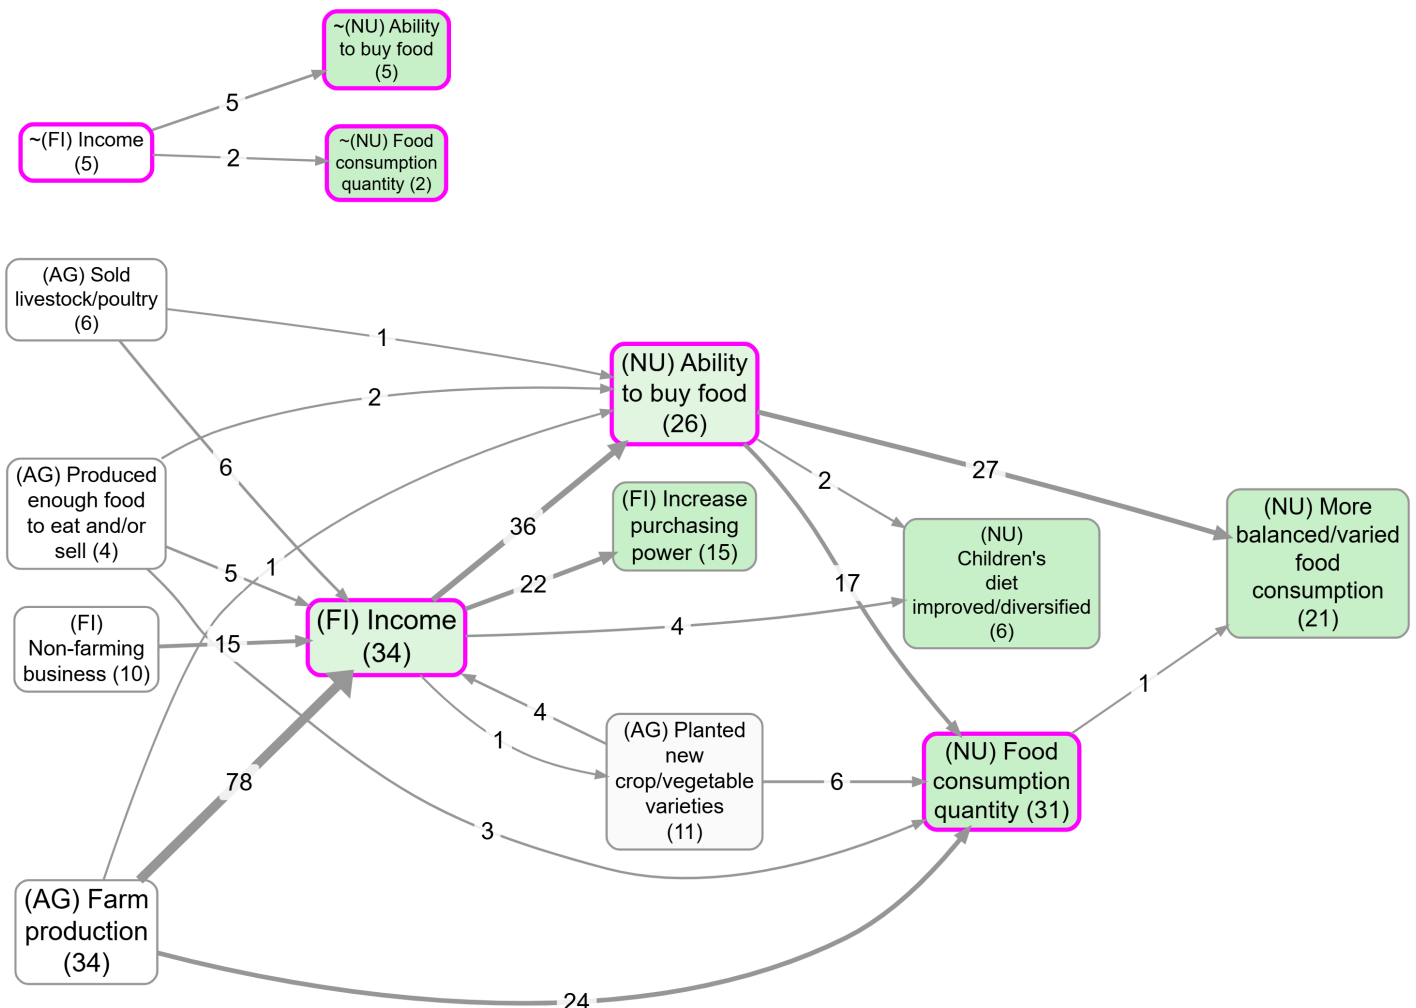 ~(NU) Ability
to buy food
(5)
5
~(FI) Income
(5)
2
~(NU) Food
consumption
quantity (2)
(AG) Sold
livestock/poultry
(6)
1
2
6
(NU) Ability
to buy food
(26)
27
(AG) Produced
enough food
to eat and/or
sell (4)
5
1
36
(FI) Increase
purchasing
power (15)
22
2
17
(NU)
Children's
diet
improved/diversified
(6)
(NU) More
balanced/varied
food
consumption
(21)
(FI)
Non-farming
business (10)
15
(FI) Income
(34)
4
4
1
1
(AG) Planted
new
crop/vegetable
varieties
(11)
6
(NU) Food
consumption
quantity (31)
78
3
(AG) Farm
production
(34)
24